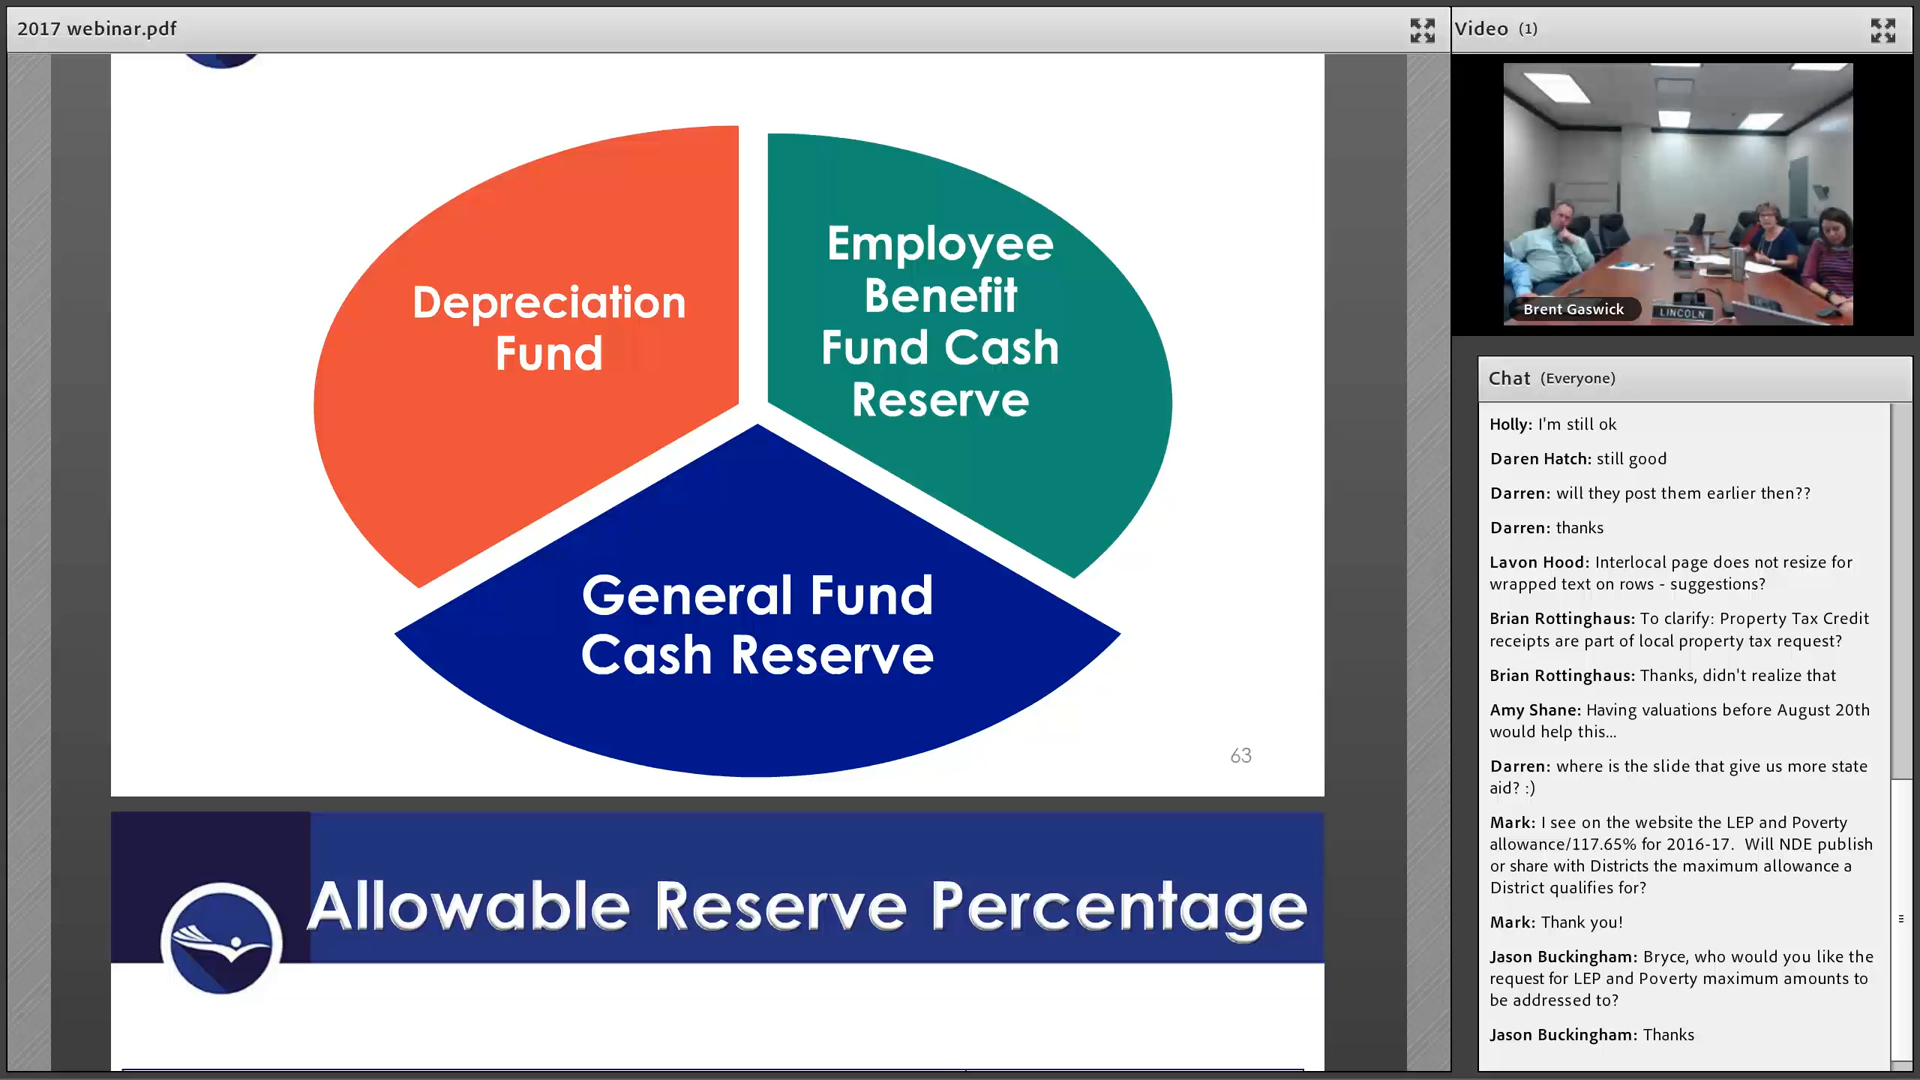 2017 webinar.pdf
Depreciation
Fund
Employee
Benefit
Fund Cash
Reserve
General Fund
Cash Reserve
63
Allowable Reserve Percentage
Video (1)
Brent Gaswick
LINCOLN
Chat (Everyone)
Holly: I'm still ok
Daren Hatch: still good
Darren: will they post them earlier then??
Darren: thanks
Lavon Hood: Interlocal page does not resize for
wrapped text on rows - suggestions?
Brian Rottinghaus: To clarify: Property Tax Credit
receipts are part of local property tax request?
Brian Rottinghaus: Thanks, didn't realize that
Amy Shane: Having valuations before August 20th
would help this...
Darren: where is the slide that give us more state
aid? :)
Mark: I see on the website the LEP and Poverty
allowance/117.65% for 2016-17. Will NDE publish
or share with Districts the maximum allowance a
District qualifies for?
Mark: Thank you!
Jason Buckingham: Bryce, who would you like the
request for LEP and Poverty maximum amounts to
be addressed to?
Jason Buckingham: Thanks